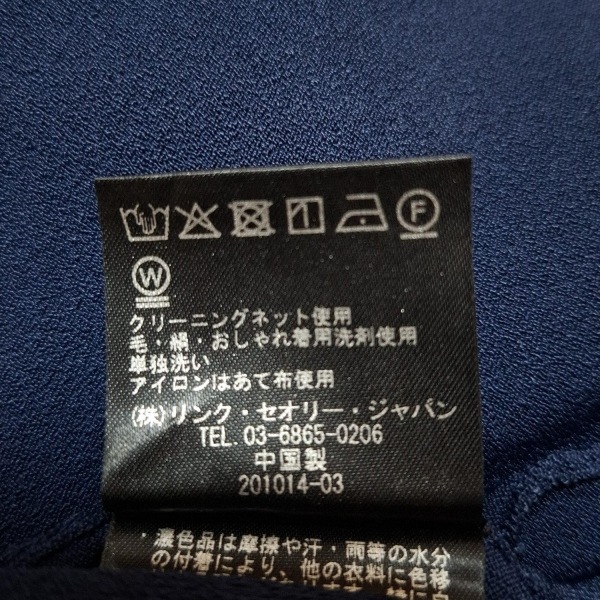 F
W
クリーニングネット使用
毛・絹・おしゃれ着用洗剤使用
単独洗い
アイロンはあて布使用
(株)リンク・セオリー・ジャパン
TEL. 03-6865-0206
中国製
201014-03
・濃色品は摩擦や汗・雨等の水分
の付着により、他の衣料に色移